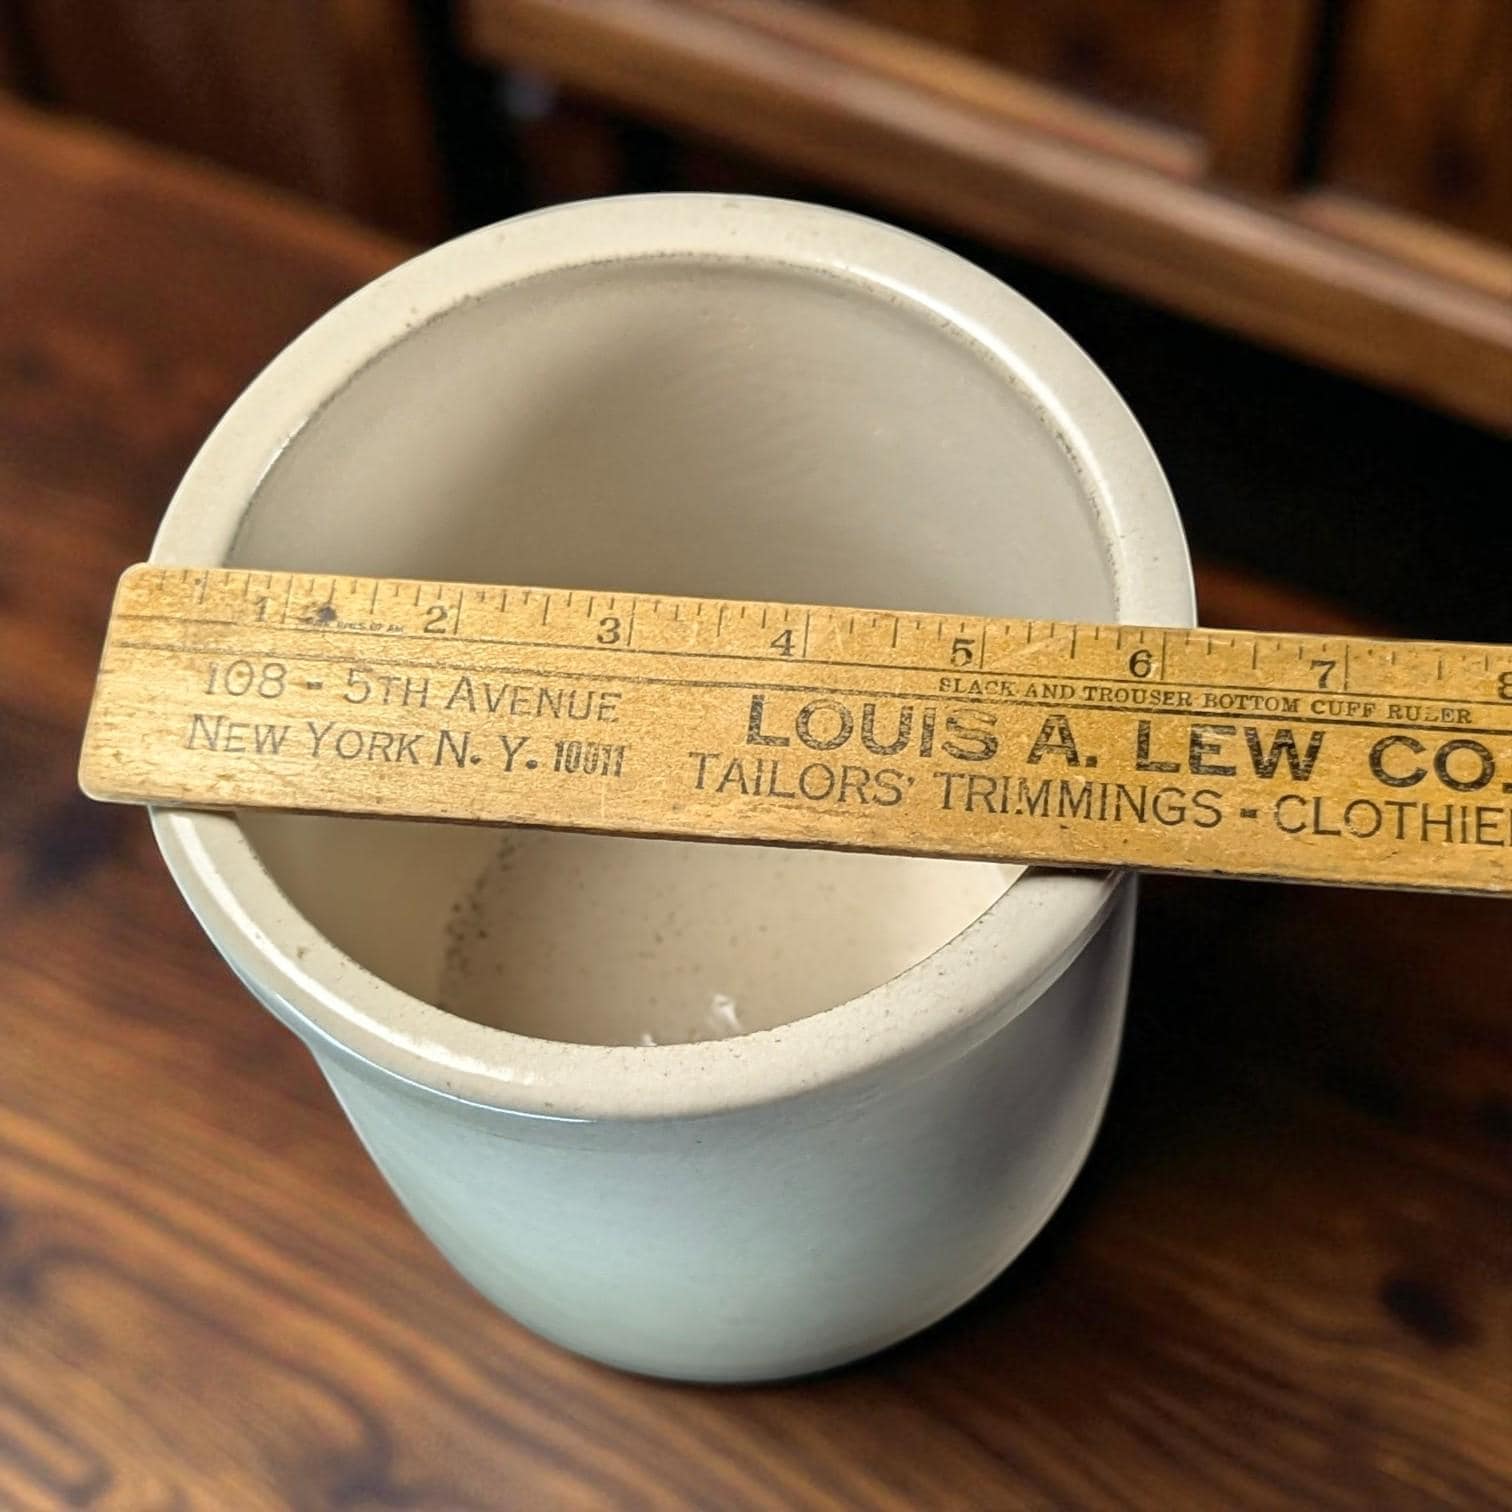 1 2 3 4 5 6 7 8
SLACK AND TROUSER BOTTOM CUFF RULER
108 - 5TH AVENUE
NEW YORK N. Y. 10011
LOUIS A. LEW CO.
TAILORS' TRIMMINGS - CLOTHIE